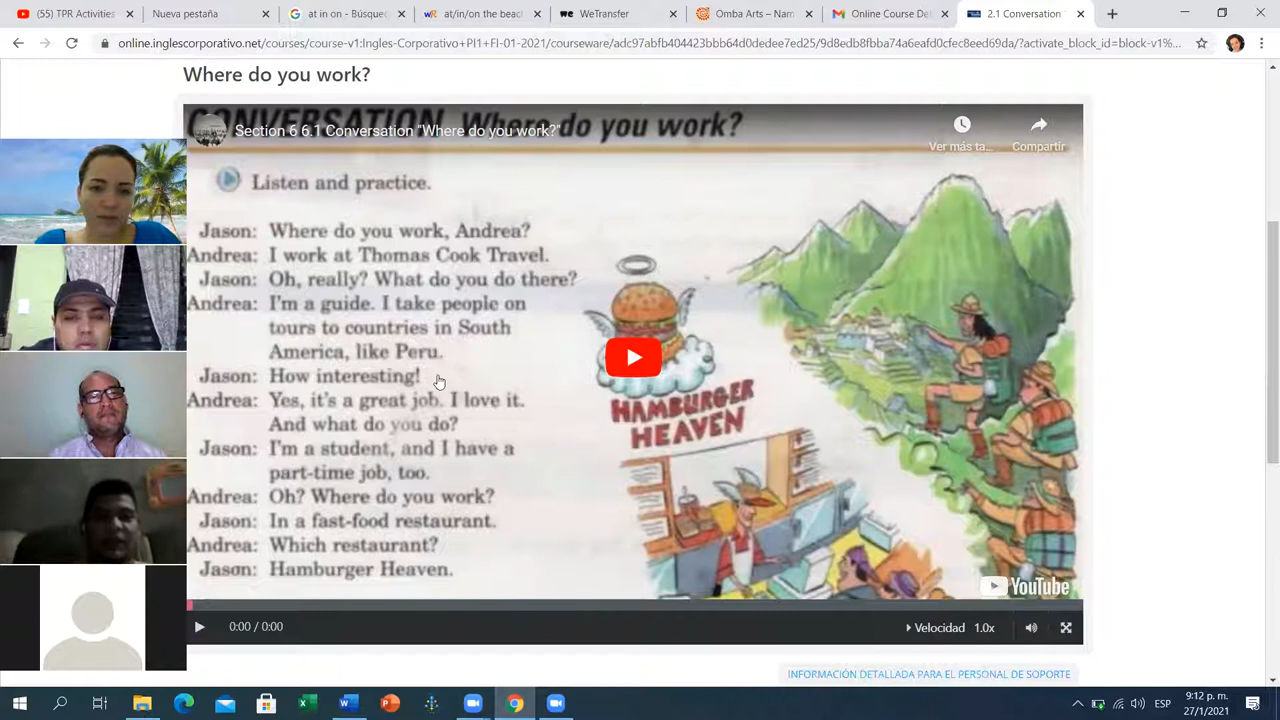 (55) TPR Activities
Nueva pestaña
at in on - Búsque
at/in/on the beac
WeTransfer
Onba Arts – Nam
Online Course Det
2.1 Conversation
online.inglescorporativo.net/courses/course-v1:Ingles-Corporativo+PI1+FI-01-2021/courseware/adc97abfb404423bbb64d0dedee7ed25/9d8edb8fbba74a6eafd0cfec8eed69da/?activate_block_id=block-v1%...
Where do you work?
CONVERSATION Where do you work?
Section 6 6.1 Conversation "Where do you work?"
Ver más ta...
Compartir
Listen and practice.
Jason: Where do you work, Andrea?
Andrea: I work at Thomas Cook Travel.
Jason: Oh, really? What do you do there?
Andrea: I'm a guide. I take people on
tours to countries in South
America, like Peru.
Jason: How interesting!
Andrea: Yes, it's a great job. I love it.
And what do you do?
Jason: I'm a student, and I have a
part-time job, too.
Andrea: Oh? Where do you work?
Jason: In a fast-food restaurant.
Andrea: Which restaurant?
Jason: Hamburger Heaven.
HAMBURGER
HEAVEN
YouTube
0:00 / 0:00
Velocidad 1.0x
INFORMACIÓN DETALLADA PARA EL PERSONAL DE SOPORTE
ESP
9:12 p. m.
27/1/2021